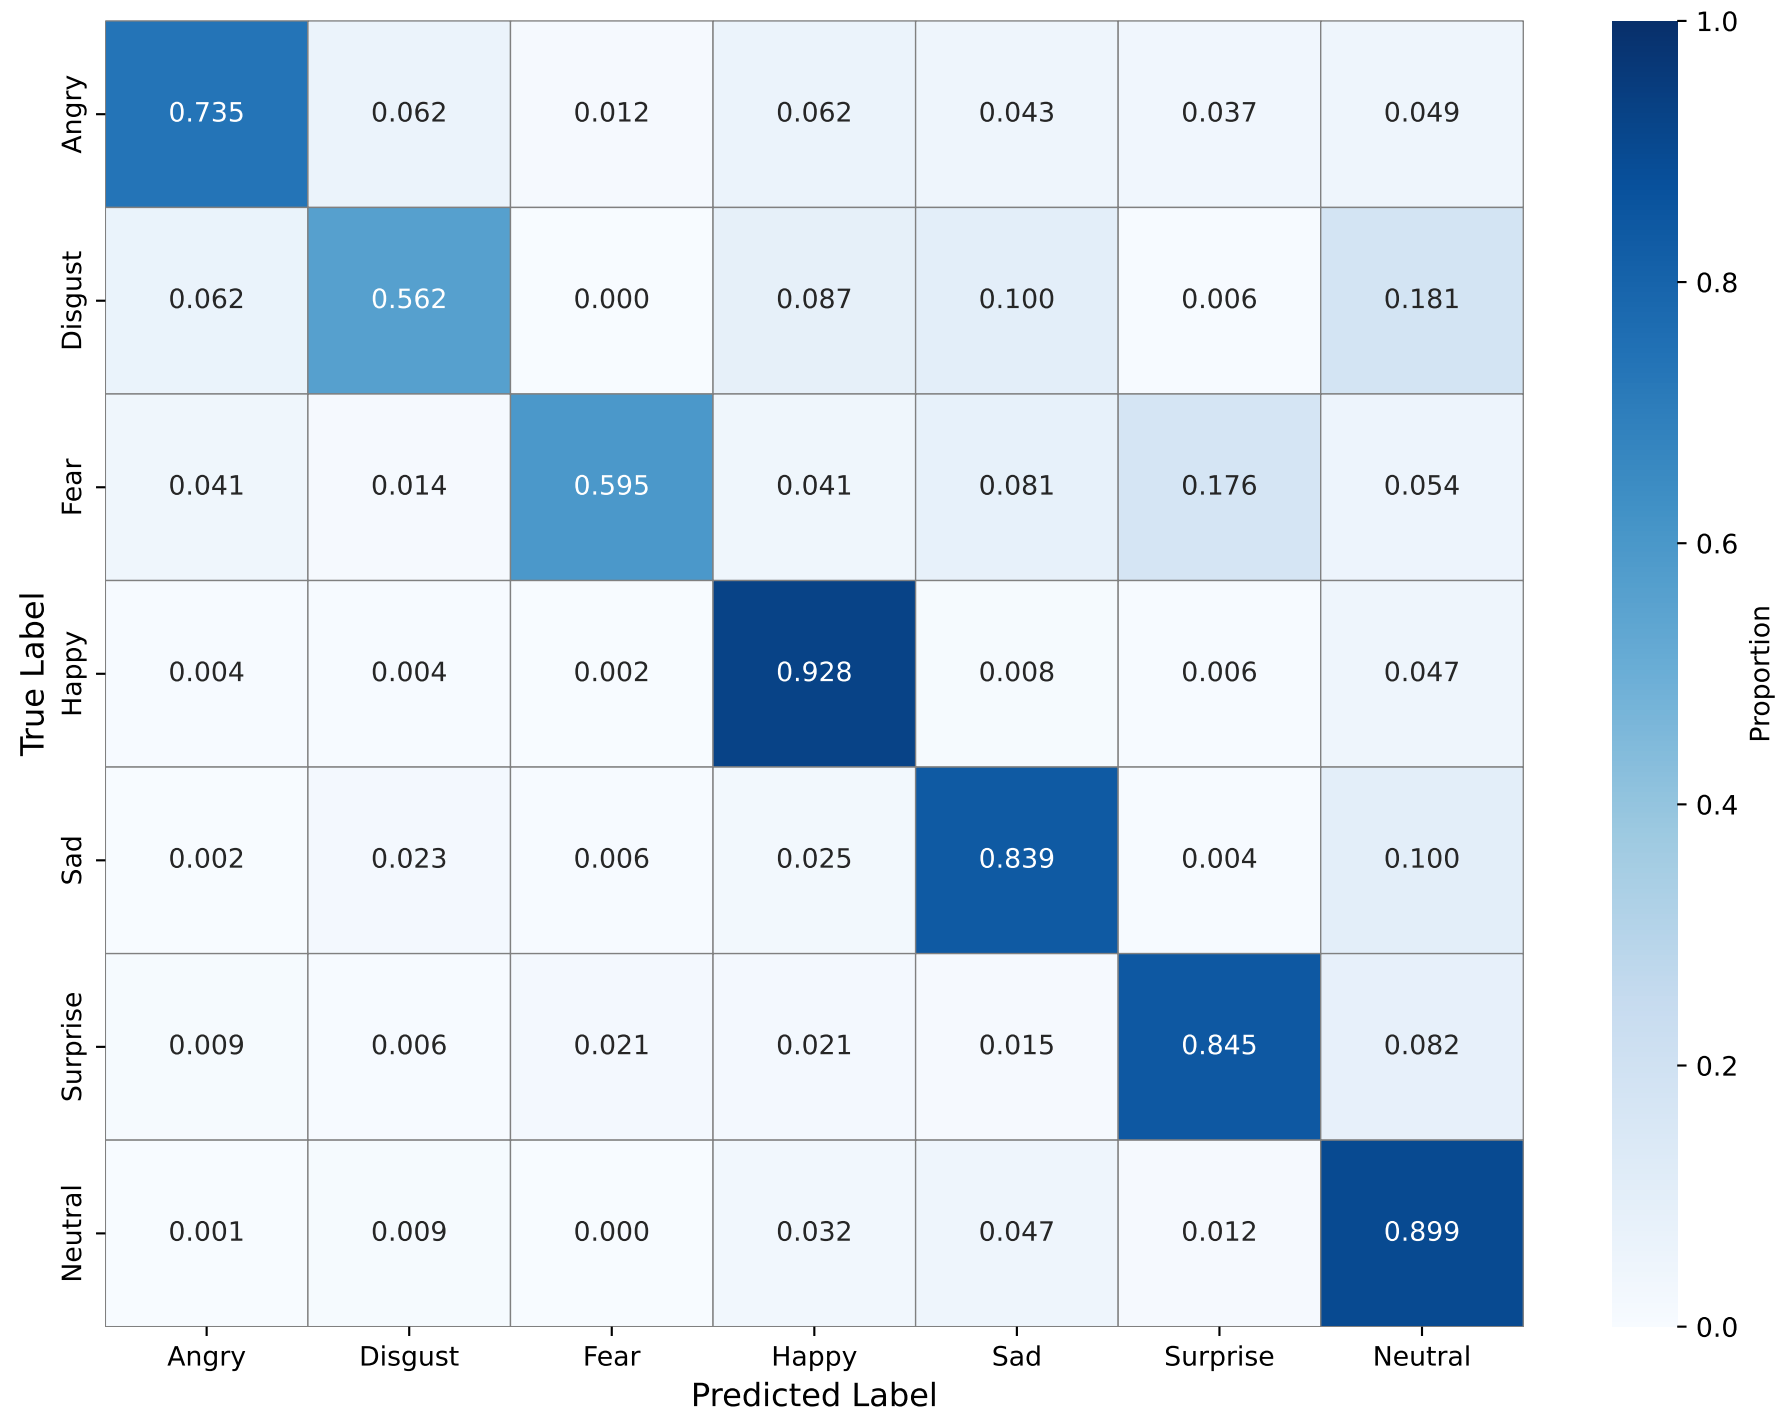 True Label
Angry 0.735 0.062 0.012 0.062 0.043 0.037 0.049
Disgust 0.062 0.562 0.000 0.087 0.100 0.006 0.181
Fear 0.041 0.014 0.595 0.041 0.081 0.176 0.054
Happy 0.004 0.004 0.002 0.928 0.008 0.006 0.047
Sad 0.002 0.023 0.006 0.025 0.839 0.004 0.100
Surprise 0.009 0.006 0.021 0.021 0.015 0.845 0.082
Neutral 0.001 0.009 0.000 0.032 0.047 0.012 0.899
Angry Disgust Fear Happy Sad Surprise Neutral
Predicted Label
1.0
0.8
0.6
0.4
0.2
0.0
Proportion